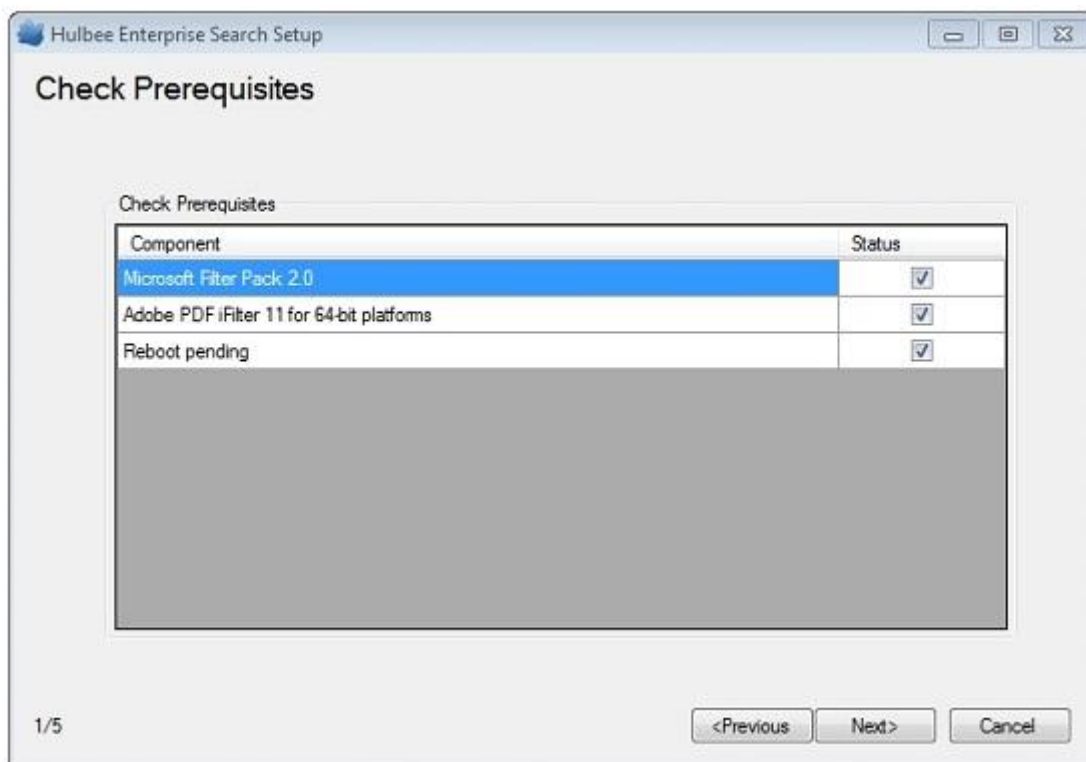 Hulbee Enterprise Search Setup
Check Prerequisites
Check Prerequisites
Component Status
Microsoft Filter Pack 2.0
Adobe PDF iFilter 11 for 64-bit platforms
Reboot pending
1/5 <Previous Next> Cancel